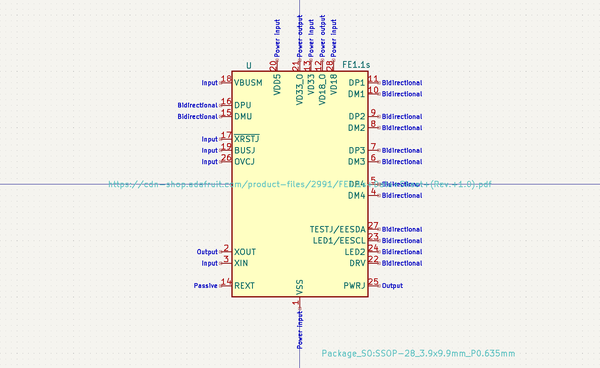 Power input
Power output
Power input
Power output
Power input
20
21
13
12
28
U
FE1.1s
VDD5
VD33_O
VD33
VD18_O
VD18
Input 18 VBUSM
DP1 11 Bidirectional
DM1 10 Bidirectional
Bidirectional 16 DPU
Bidirectional 15 DMU
DP2 9 Bidirectional
DM2 8 Bidirectional
Input 17 XRSTJ
Input 19 BUSJ
DP3 7 Bidirectional
Input 26 OVCJ
DM3 6 Bidirectional
https://cdn-shop.adafruit.com/product-files/2991/
(Rev.+1.0).pdf
DP4 5
DM4 4 Bidirectional
TESTJ/EESDA 27 Bidirectional
LED1/EESCL 23 Bidirectional
Output 2 XOUT
LED2 24 Bidirectional
Input 3 XIN
DRV 22 Bidirectional
Passive 14 REXT
PWRJ 25 Output
VSS
1
Power input
Package_SO:SSOP-28_3.9x9.9mm_P0.635mm